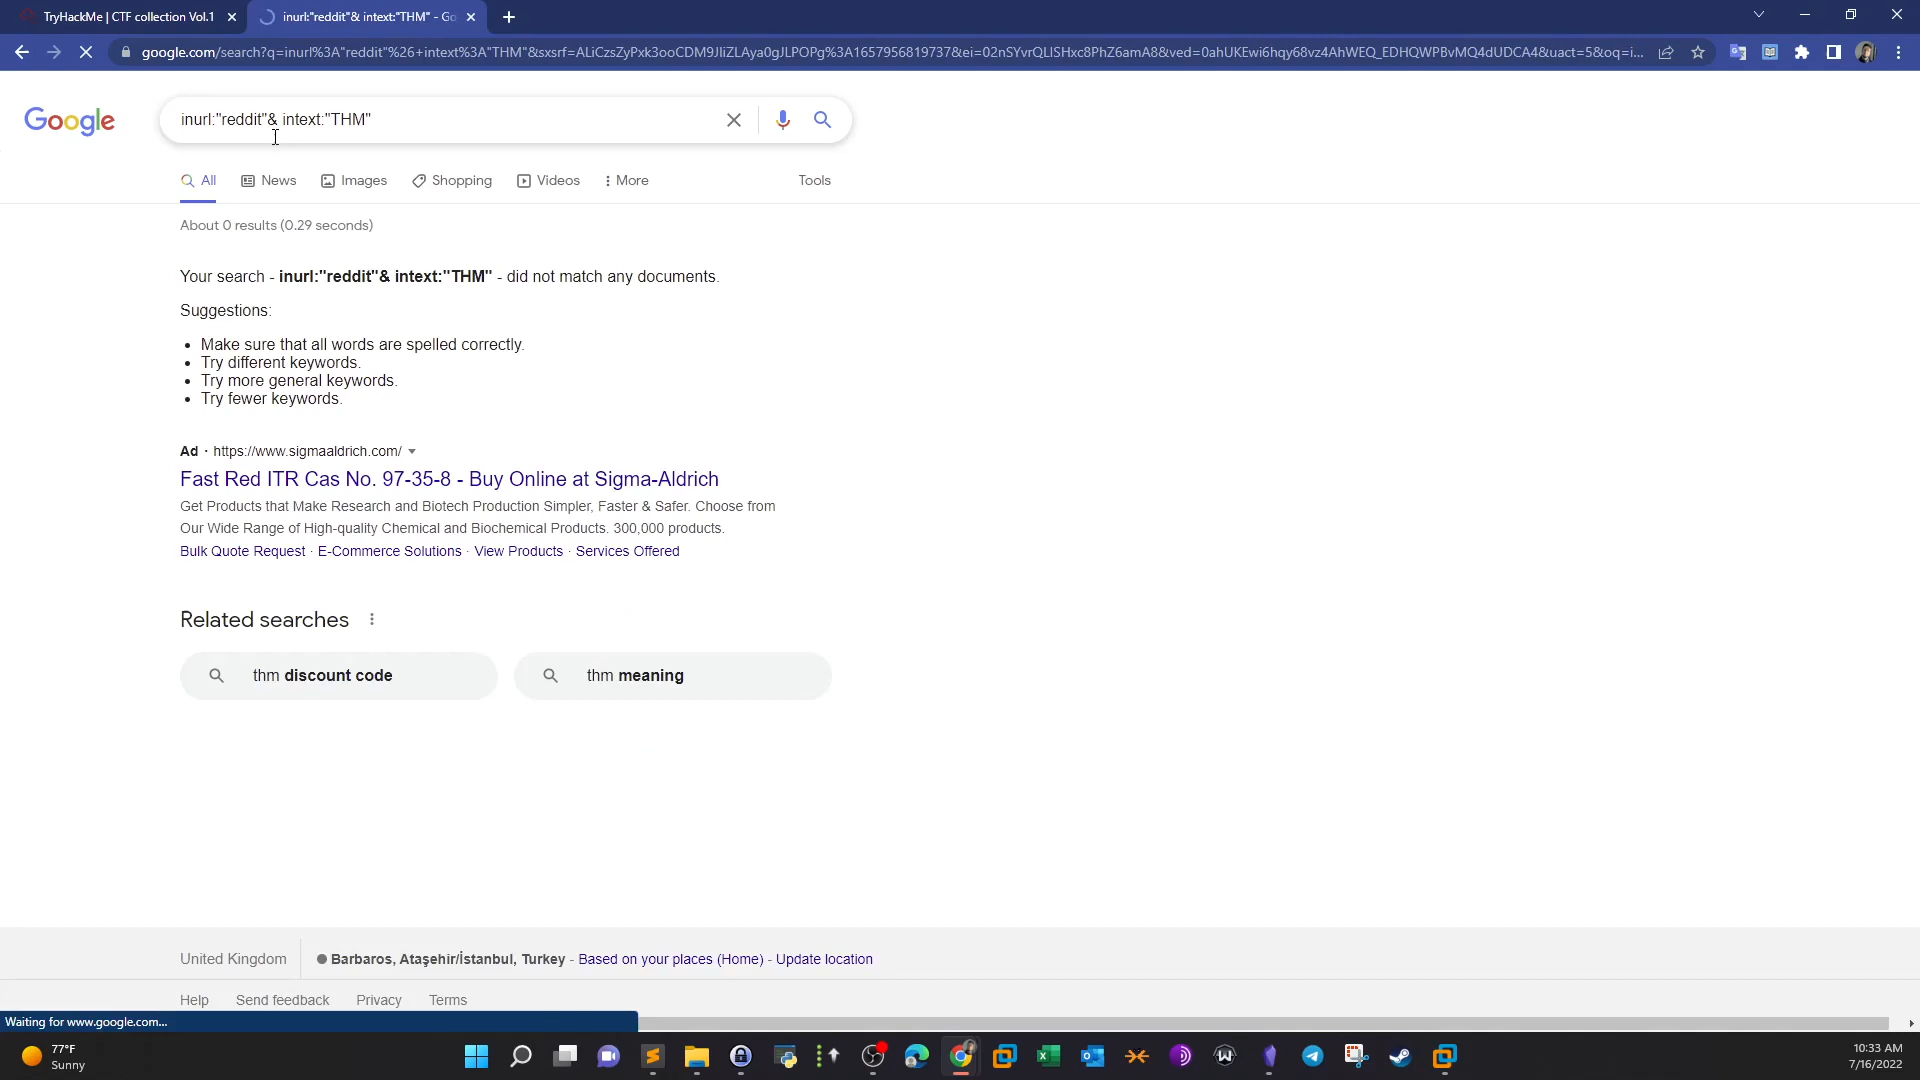 TryHackMe | CTF collection Vol.1
inurl:"reddit"& intext:"THM" - Go
google.com/search?q=inurl%3A"reddit"%26+intext%3A"THM"&sxsrf=ALiCzsZyPxk3ooCDM9JIiZLAya0gJLPOPg%3A1657956819737&ei=02nSYvrQLISHxc8PhZ6amA8&ved=0ahUKEwi6hqy68vz4AhWEQ_EDHQWPBvMQ4dUDCA4&uact=5&oq=i...
Google
inurl:"reddit"& intext:"THM"
All
News
Images
Shopping
Videos
More
Tools
About 0 results (0.29 seconds)
Your search - inurl:"reddit"& intext:"THM" - did not match any documents.
Suggestions:
• Make sure that all words are spelled correctly.
• Try different keywords.
• Try more general keywords.
• Try fewer keywords.
Ad · https://www.sigmaaldrich.com/
Fast Red ITR Cas No. 97-35-8 - Buy Online at Sigma-Aldrich
Get Products that Make Research and Biotech Production Simpler, Faster & Safer. Choose from
Our Wide Range of High-quality Chemical and Biochemical Products. 300,000 products.
Bulk Quote Request · E-Commerce Solutions · View Products · Services Offered
Related searches
thm discount code
thm meaning
United Kingdom
Barbaros, Ataşehir/İstanbul, Turkey - Based on your places (Home) - Update location
Help
Send feedback
Privacy
Terms
Waiting for www.google.com...
77°F
Sunny
10:33 AM
7/16/2022